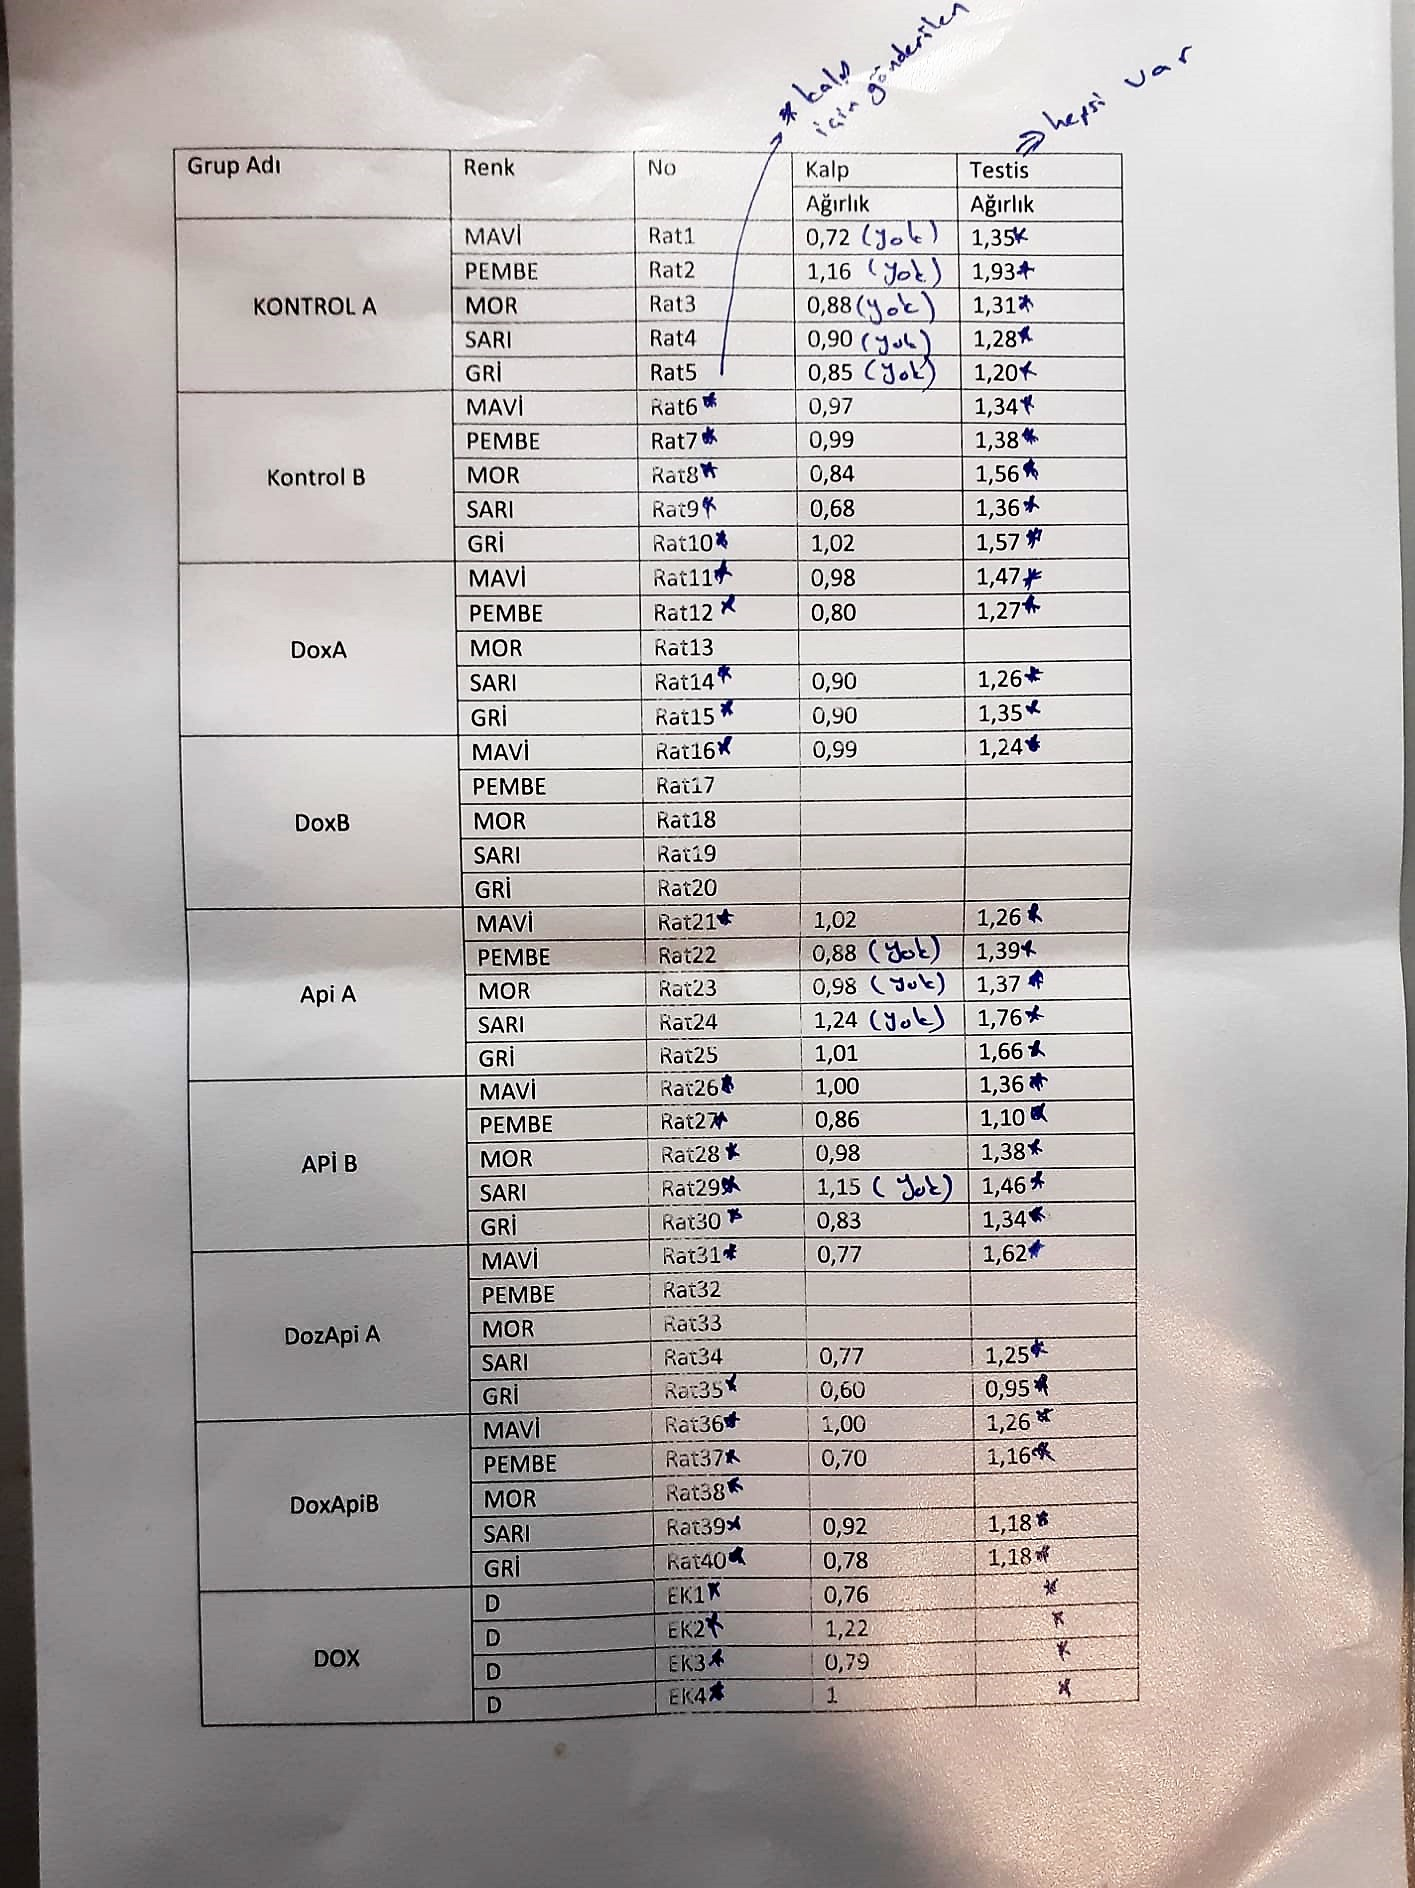 * kalp
için gönderilen
⇒ hepsi var
Grup Adı Renk No Kalp Testis
Ağırlık Ağırlık
KONTROL A MAVİ Rat1 0,72 (yok) 1,35*
PEMBE Rat2 1,16 (yok) 1,93*
MOR Rat3 0,88 (yok) 1,31*
SARI Rat4 0,90 (yok) 1,28*
GRİ Rat5 0,85 (yok) 1,20*
Kontrol B MAVİ Rat6* 0,97 1,34*
PEMBE Rat7* 0,99 1,38*
MOR Rat8* 0,84 1,56*
SARI Rat9* 0,68 1,36*
GRİ Rat10* 1,02 1,57*
DoxA MAVİ Rat11* 0,98 1,47*
PEMBE Rat12* 0,80 1,27*
MOR Rat13
SARI Rat14* 0,90 1,26*
GRİ Rat15* 0,90 1,35*
DoxB MAVİ Rat16* 0,99 1,24*
PEMBE Rat17
MOR Rat18
SARI Rat19
GRİ Rat20
Api A MAVİ Rat21* 1,02 1,26*
PEMBE Rat22 0,88 (yok) 1,39*
MOR Rat23 0,98 (yok) 1,37*
SARI Rat24 1,24 (yok) 1,76*
GRİ Rat25 1,01 1,66*
APİ B MAVİ Rat26* 1,00 1,36*
PEMBE Rat27* 0,86 1,10*
MOR Rat28* 0,98 1,38*
SARI Rat29* 1,15 (yok) 1,46*
GRİ Rat30* 0,83 1,34*
DozApi A MAVİ Rat31* 0,77 1,62*
PEMBE Rat32
MOR Rat33
SARI Rat34 0,77 1,25*
GRİ Rat35* 0,60 0,95*
DoxApiB MAVİ Rat36* 1,00 1,26*
PEMBE Rat37* 0,70 1,16*
MOR Rat38*
SARI Rat39* 0,92 1,18*
GRİ Rat40* 0,78 1,18*
DOX D EK1* 0,76 *
D EK2* 1,22 *
D EK3* 0,79 *
D EK4* 1 *